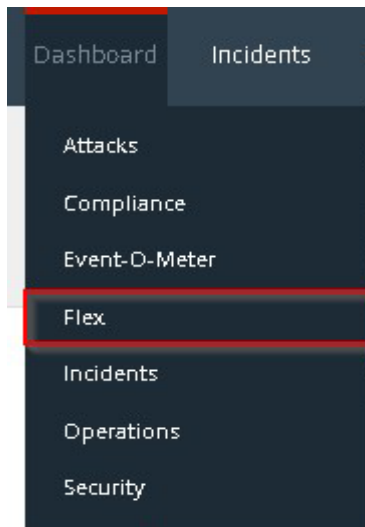 Dashboard Incidents
Attacks
Compliance
Event-O-Meter
Flex
Incidents
Operations
Security